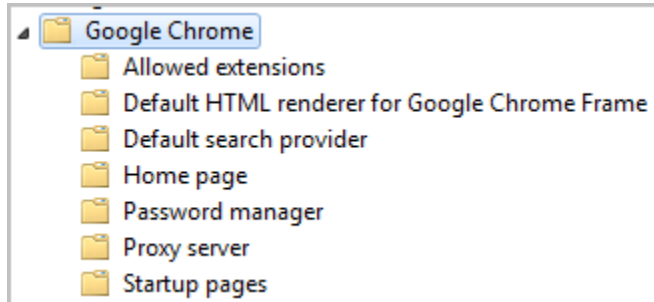 Google Chrome
Allowed extensions
Default HTML renderer for Google Chrome Frame
Default search provider
Home page
Password manager
Proxy server
Startup pages